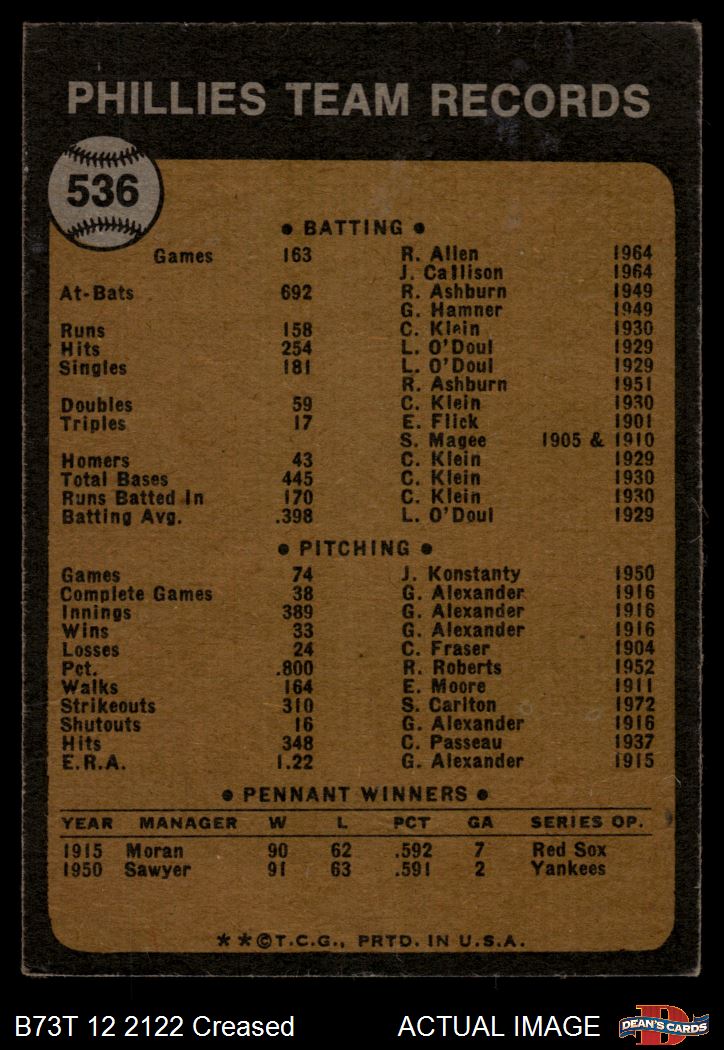 PHILLIES TEAM RECORDS
536
• BATTING •
Games 163 R. Allen 1964
J. Callison 1964
At-Bats 692 R. Ashburn 1949
G. Hamner 1949
Runs 158 C. Klein 1930
Hits 254 L. O'Doul 1929
Singles 181 L. O'Doul 1929
R. Ashburn 1951
Doubles 59 C. Klein 1930
Triples 17 E. Flick 1901
S. Magee 1905 & 1910
Homers 43 C. Klein 1929
Total Bases 445 C. Klein 1930
Runs Batted In 170 C. Klein 1930
Batting Avg. .398 L. O'Doul 1929
• PITCHING •
Games 74 J. Konstanty 1950
Complete Games 38 G. Alexander 1916
Innings 389 G. Alexander 1916
Wins 33 G. Alexander 1916
Losses 24 C. Fraser 1904
Pct. .800 R. Roberts 1952
Walks 164 E. Moore 1911
Strikeouts 310 S. Carlton 1972
Shutouts 16 G. Alexander 1916
Hits 348 C. Passeau 1937
E.R.A. 1.22 G. Alexander 1915
• PENNANT WINNERS •
YEAR MANAGER W L PCT GA SERIES OP.
1915 Moran 90 62 .592 7 Red Sox
1950 Sawyer 91 63 .591 2 Yankees
* * © T.C.G., PRTD. IN U.S.A.
B73T 12 2122 Creased ACTUAL IMAGE D DEAN'S CARDS